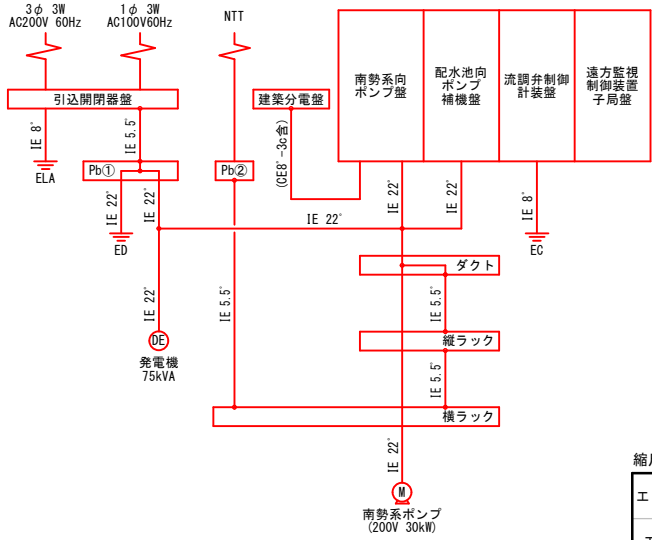 3φ 3W
AC200V 60Hz
1φ 3W
AC100V60Hz
NTT
引込開閉器盤
建築分電盤
南勢系向
ポンプ盤
配水池向
ポンプ
補機盤
流調弁制御
計装盤
遠方監視
制御装置
子局盤
IE 8°
IE 5.5°
(CE8°-3c含)
ELA
Pb①
Pb②
IE 22°
IE 22°
IE 22°
IE 22°
IE 22°
IE 8°
ED
EC
IE 22°
IE 5.5°
ダクト
IE 5.5°
DE
発電機
75kVA
縦ラック
IE 5.5°
横ラック
IE 22°
M
南勢系ポンプ
(200V 30kW)
エ